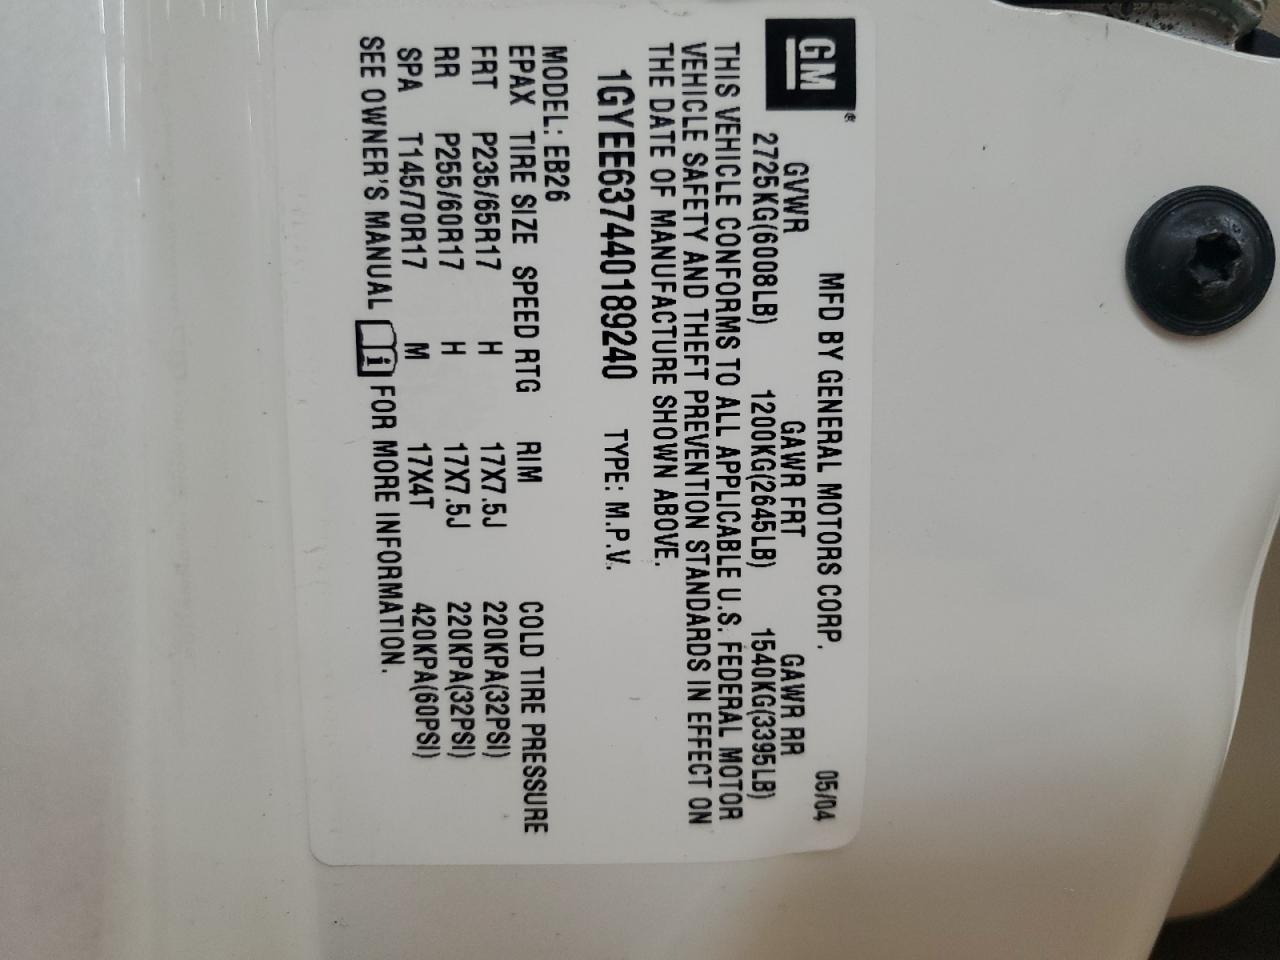 GM®
MFD BY GENERAL MOTORS CORP. 05/04
GVWR GAWR FRT GAWR RR
2725KG(6008LB) 1200KG(2645LB) 1540KG(3395LB)
THIS VEHICLE CONFORMS TO ALL APPLICABLE U.S. FEDERAL MOTOR
VEHICLE SAFETY AND THEFT PREVENTION STANDARDS IN EFFECT ON
THE DATE OF MANUFACTURE SHOWN ABOVE.
1GYEE637440189240 TYPE: M.P.V.
MODEL: EB26
EPAX TIRE SIZE SPEED RTG RIM COLD TIRE PRESSURE
FRT P235/65R17 H 17X7.5J 220KPA(32PSI)
RR P255/60R17 H 17X7.5J 220KPA(32PSI)
SPA T145/70R17 M 17X4T 420KPA(60PSI)
SEE OWNER'S MANUAL i FOR MORE INFORMATION.